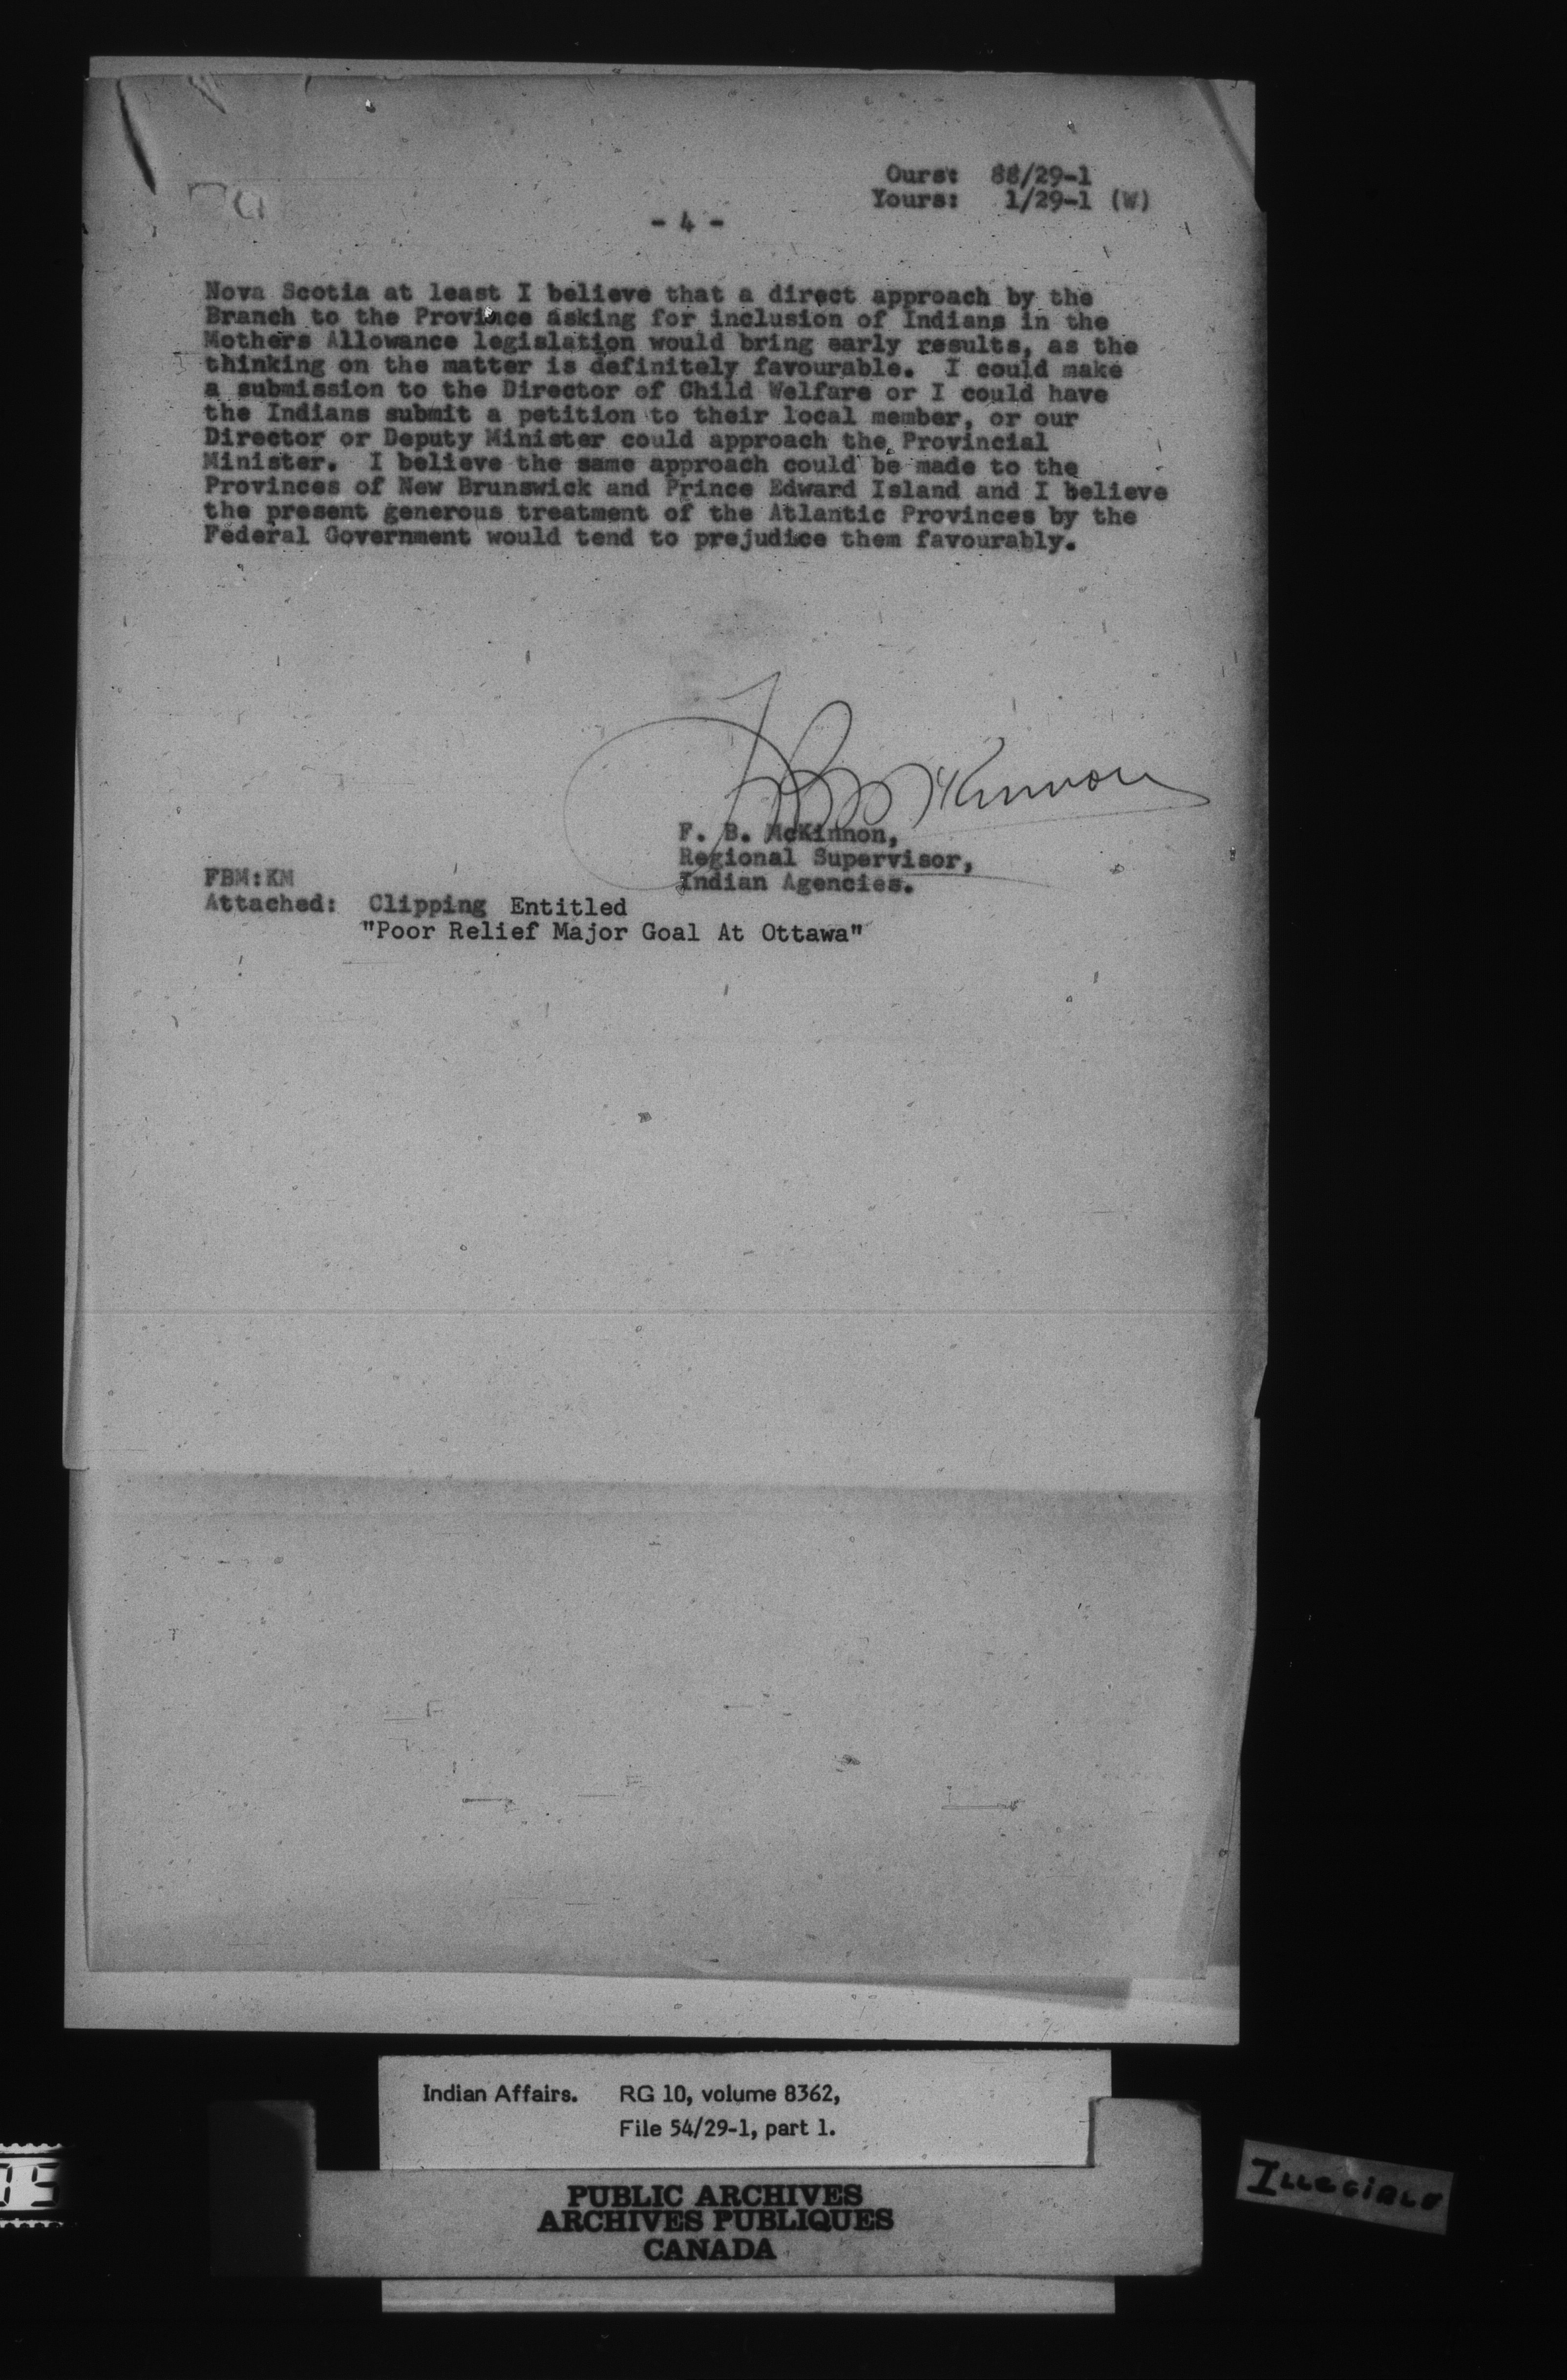 Ours: 88/29-1
Yours: 1/29-1 (W)
- 4 -
Nova Scotia at least I believe that a direct approach by the
Branch to the Province asking for inclusion of Indians in the
Mothers Allowance legislation would bring early results, as the
thinking on the matter is definitely favourable. I could make
a submission to the Director of Child Welfare or I could have
the Indians submit a petition to their local member, or our
Director or Deputy Minister could approach the Provincial
Minister. I believe the same approach could be made to the
Provinces of New Brunswick and Prince Edward Island and I believe
the present generous treatment of the Atlantic Provinces by the
Federal Government would tend to prejudice them favourably.
F B McKinnon
F. B. McKinnon,
Regional Supervisor,
Indian Agencies.
FBM:KM
Attached: Clipping Entitled
"Poor Relief Major Goal At Ottawa"
Indian Affairs. RG 10, volume 8362,
File 54/29-1, part 1.
PUBLIC ARCHIVES
ARCHIVES PUBLIQUES
CANADA
ILLEGIBLE